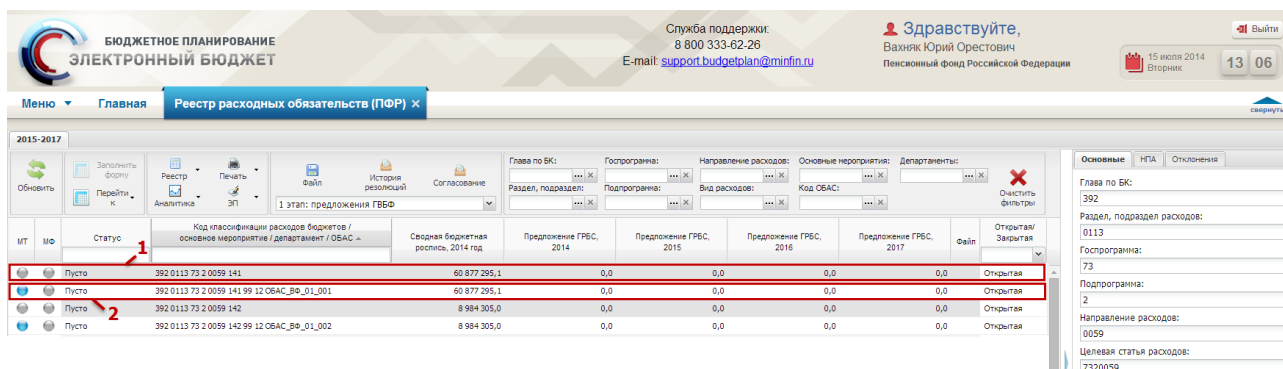 БЮДЖЕТНОЕ ПЛАНИРОВАНИЕ
ЭЛЕКТРОННЫЙ БЮДЖЕТ
Служба поддержки:
8 800 333-62-26
E-mail: support.budgetplan@minfin.ru
Здравствуйте,
Вахняк Юрий Орестович
Пенсионный фонд Российской Федерации
Выйти
15 июля 2014
Вторник
13 06
Меню Главная Реестр расходных обязательств (ПФР) ×
свернуть
2015-2017
Обновить
Заполнить форму
Перейти к
Реестр
Аналитика
Печать
ЭП
Файл
История резолюций
Согласование
1 этап: предложения ГВБФ
Глава по БК: Госпрограмма: Направление расходов: Основные мероприятия: Департаменты:
Раздел, подраздел: Подпрограмма: Вид расходов: Код ОБАС:
Очистить фильтры
МТ МФ Статус
Код классификации расходов бюджетов /
основное мероприятие / департамент / ОБАС
Сводная бюджетная роспись, 2014 год
Предложение ГРБС, 2014
Предложение ГРБС, 2015
Предложение ГРБС, 2016
Предложение ГРБС, 2017
Файл
Открытая/
Закрытая
1
Пусто 392 0113 73 2 0059 141 60 877 295,1 0,0 0,0 0,0 0,0 Открытая
Пусто 392 0113 73 2 0059 141 99 12 ОБАС_ВФ_01_001 60 877 295,1 0,0 0,0 0,0 0,0 Открытая
2
Пусто 392 0113 73 2 0059 142 8 984 305,0 0,0 0,0 0,0 0,0 Открытая
Пусто 392 0113 73 2 0059 142 99 12 ОБАС_ВФ_01_002 8 984 305,0 0,0 0,0 0,0 0,0 Открытая
Основные НПА Отклонения
Глава по БК:
392
Раздел, подраздел расходов:
0113
Госпрограмма:
73
Подпрограмма:
2
Направление расходов:
0059
Целевая статья расходов:
7320059